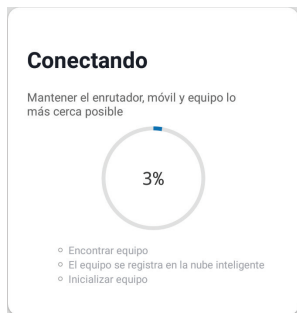 Conectando
Mantener el enrutador, móvil y equipo lo
más cerca posible
3%
Encontrar equipo
El equipo se registra en la nube inteligente
Inicializar equipo